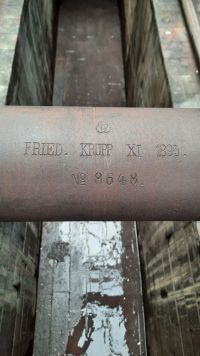 FRIED. KRUPP XI 1895.
No 8648.